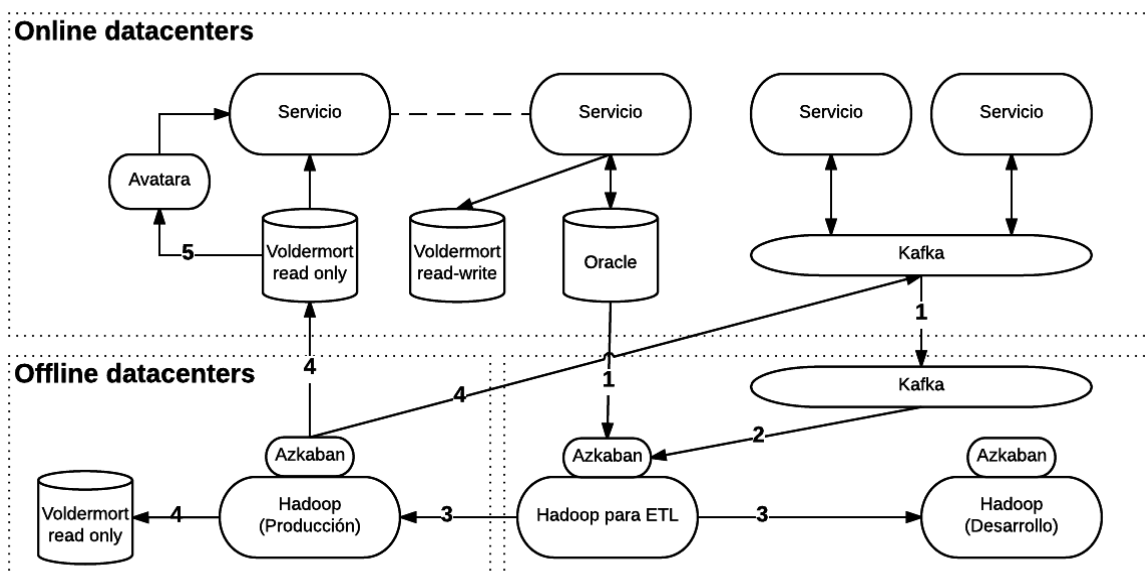 Online datacenters
Servicio
Servicio
Servicio
Servicio
Avatara
5
Voldermort
read only
Voldermort
read-write
Oracle
Kafka
1
4
1
4
Offline datacenters
Kafka
2
Azkaban
Azkaban
Azkaban
Voldermort
read only
4
Hadoop
(Producción)
3
Hadoop para ETL
3
Hadoop
(Desarrollo)